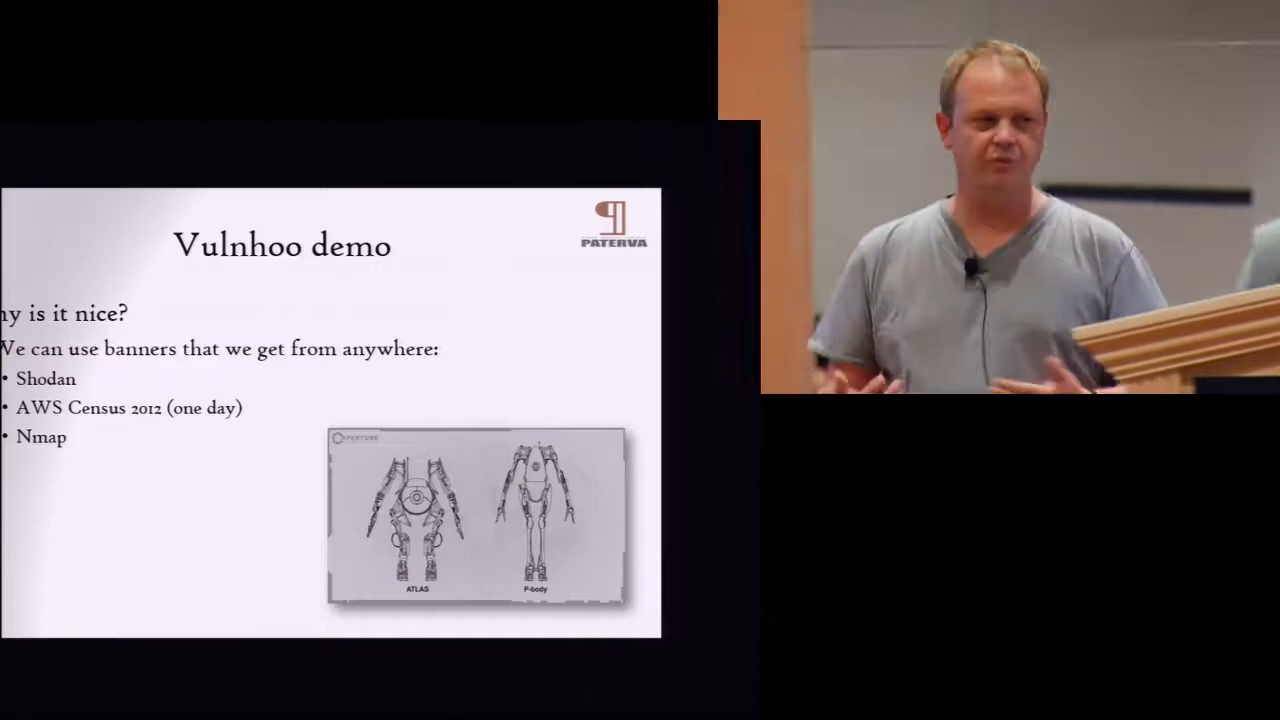 PATERVA
Vulnhoo demo
hy is it nice?
We can use banners that we get from anywhere:
• Shodan
• AWS Census 2012 (one day)
• Nmap
APERTURE
ATLAS
P-body